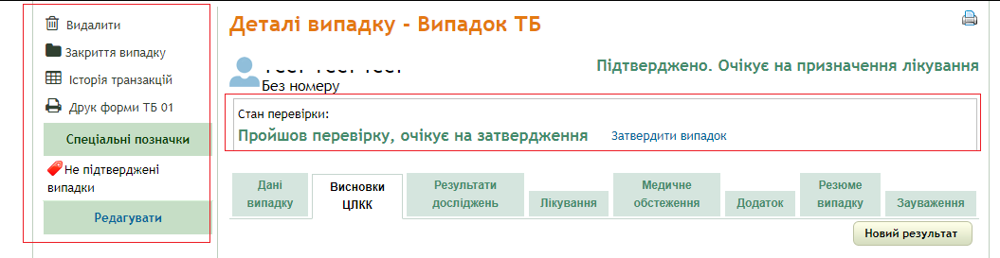 Видалити
Закриття випадку
Історія транзакцій
Друк форми ТБ 01
Спеціальні позначки
Не підтверджені
випадки
Редагувати
Деталі випадку - Випадок ТБ
Підтверджено. Очікує на призначення лікування
Без номеру
Стан перевірки:
Пройшов перевірку, очікує на затвердження Затвердити випадок
Дані
випадку
Висновки
ЦЛКК
Результати
досліджень
Лікування
Медичне
обстеження
Додаток
Резюме
випадку
Зауваження
Новий результат